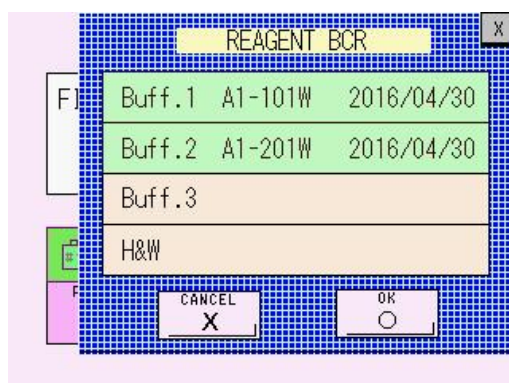 REAGENT BCR
X
FI
Buff.1 A1-101W 2016/04/30
Buff.2 A1-201W 2016/04/30
Buff.3
H&W
CANCEL
X
OK